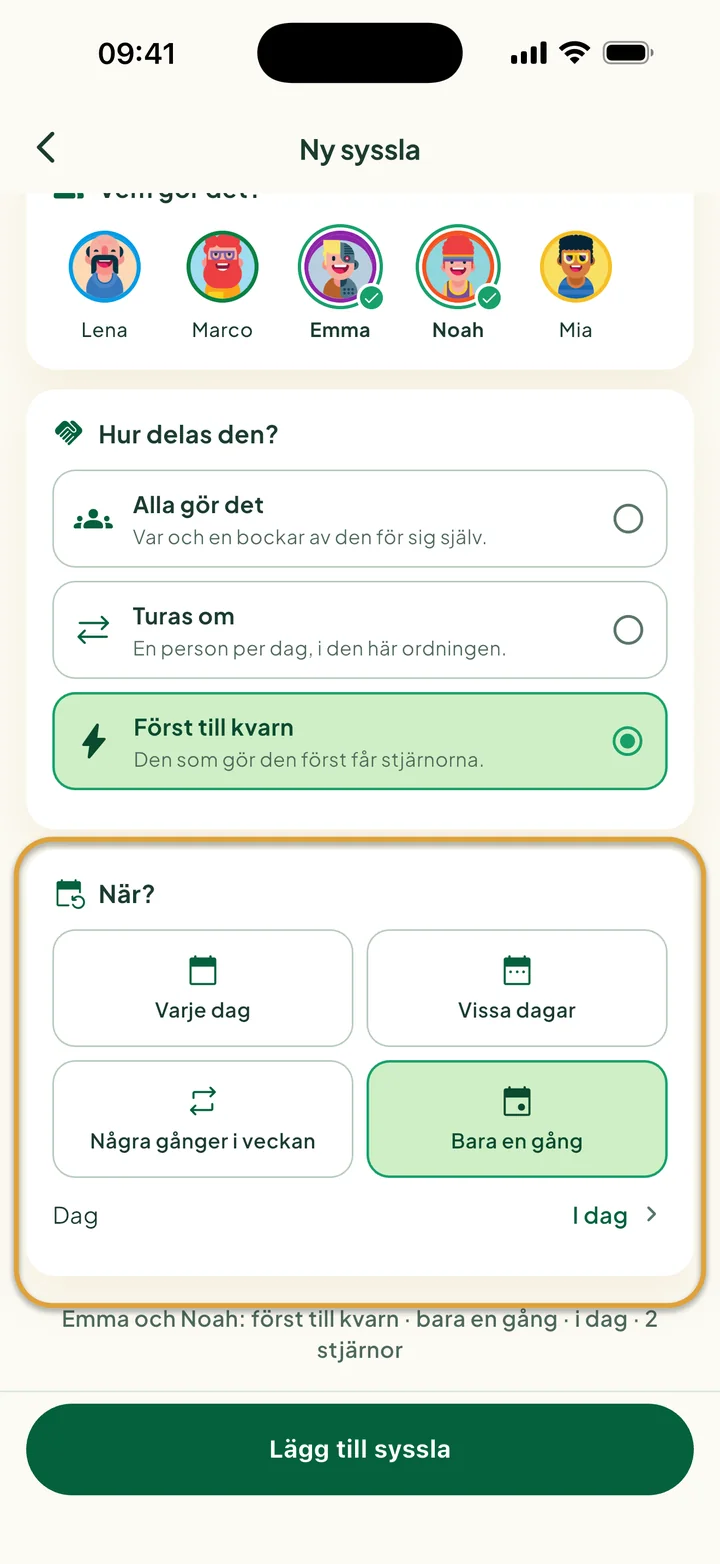 09:41
Ny syssla
Vem gör det?
Lena
Marco
Emma
Noah
Mia
Hur delas den?
Alla gör det
Var och en bockar av den för sig själv.
Turas om
En person per dag, i den här ordningen.
Först till kvarn
Den som gör den först får stjärnorna.
När?
Varje dag
Vissa dagar
Några gånger i veckan
Bara en gång
Dag
I dag
Emma och Noah: först till kvarn · bara en gång · i dag · 2
stjärnor
Lägg till syssla